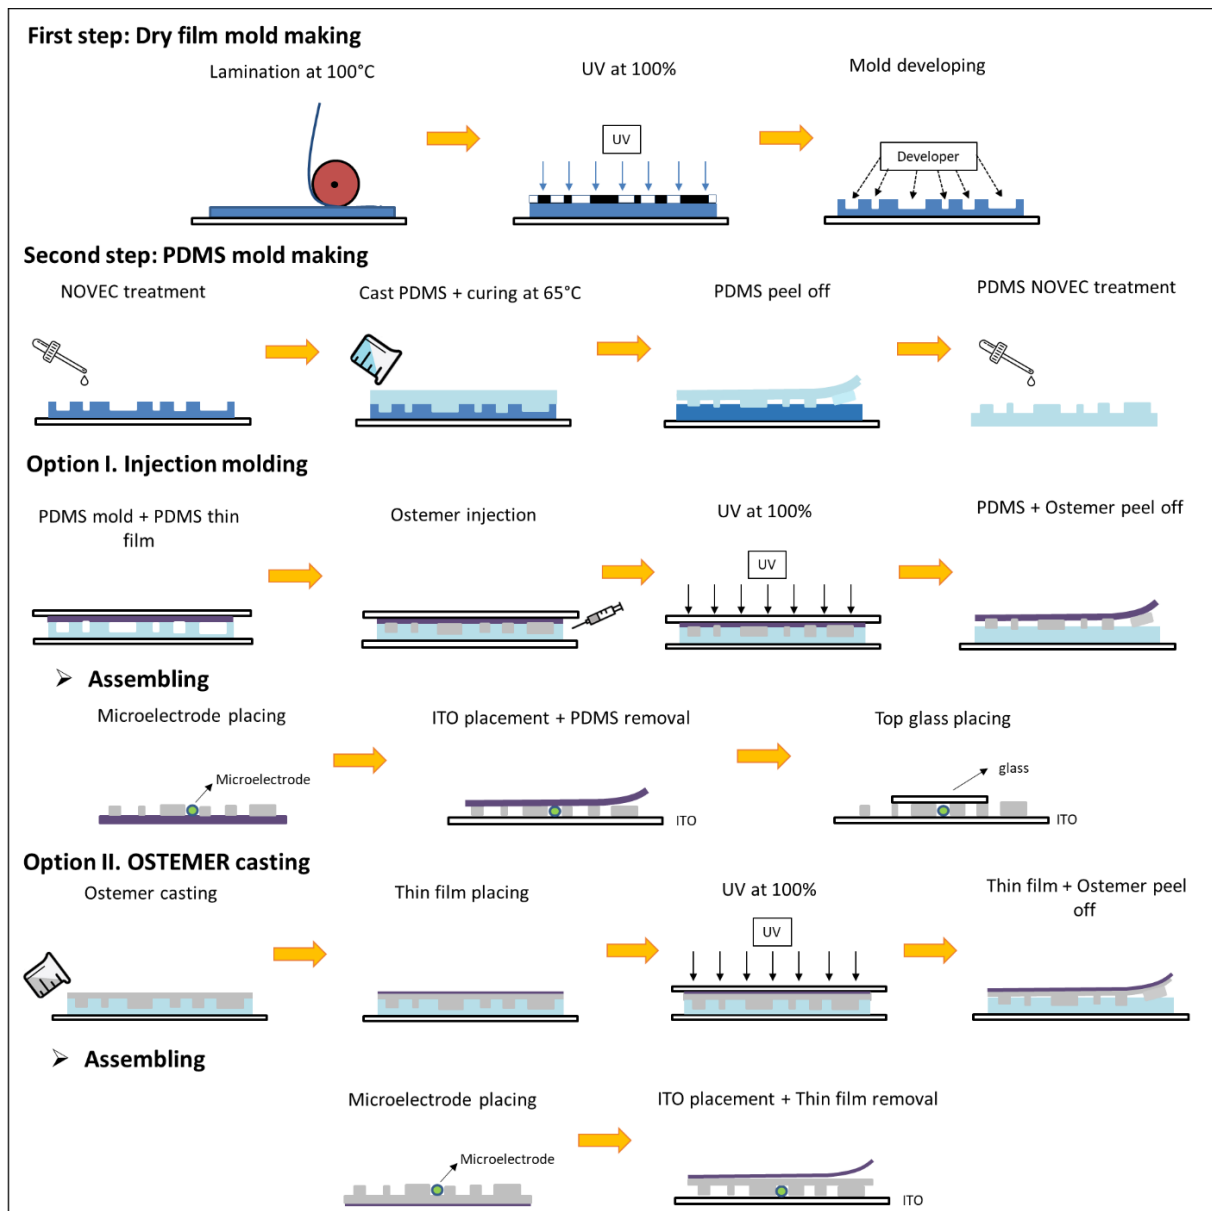 First step: Dry film mold making
Lamination at 100°C
UV at 100%
Mold developing
UV
Developer
Second step: PDMS mold making
NOVEC treatment
Cast PDMS + curing at 65°C
PDMS peel off
PDMS NOVEC treatment
Option I. Injection molding
PDMS mold + PDMS thin
film
Ostemer injection
UV at 100%
PDMS + Ostemer peel off
UV
➢ Assembling
Microelectrode placing
ITO placement + PDMS removal
Top glass placing
Microelectrode
glass
ITO
ITO
Option II. OSTEMER casting
Ostemer casting
Thin film placing
UV at 100%
Thin film + Ostemer peel
off
UV
➢ Assembling
Microelectrode placing
ITO placement + Thin film removal
Microelectrode
ITO